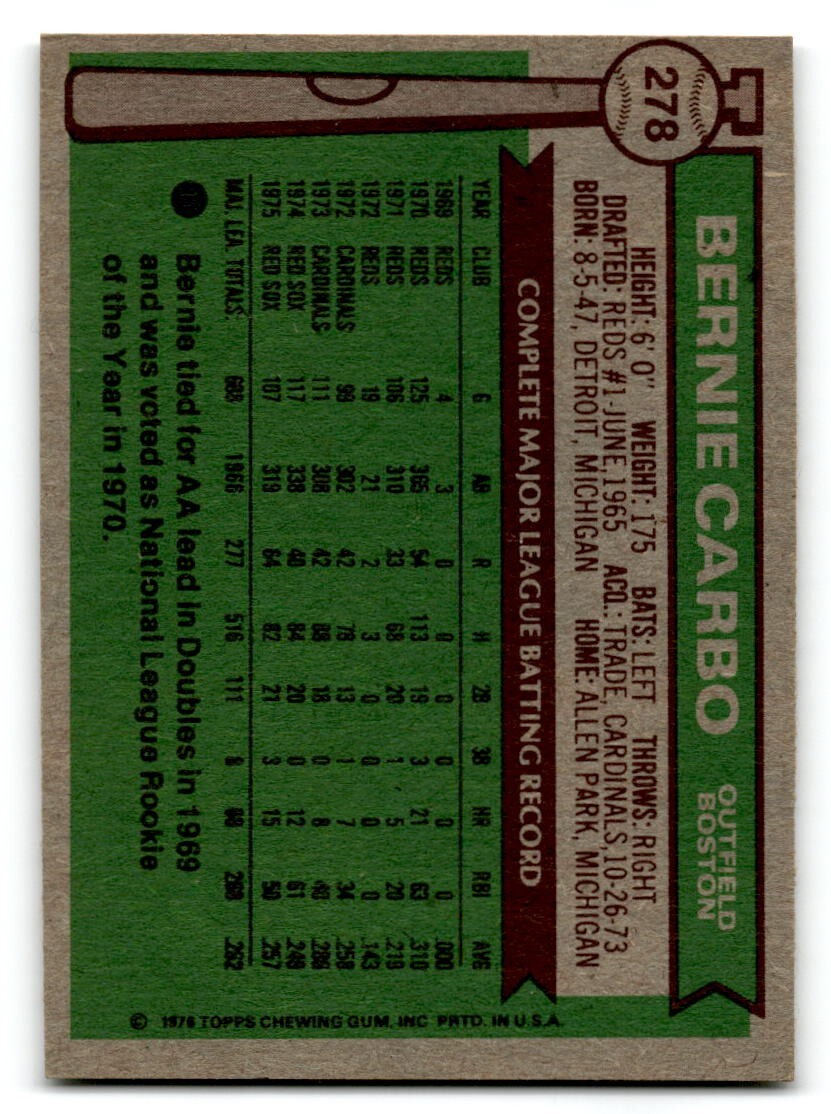 278
BERNIE CARBO
OUTFIELD
BOSTON
HEIGHT: 6' 0" WEIGHT: 175 BATS: LEFT THROWS: RIGHT
DRAFTED: REDS #1-JUNE 1965 ACQ.: TRADE, CARDINALS, 10-26-73
BORN: 8-5-47, DETROIT, MICHIGAN HOME: ALLEN PARK, MICHIGAN
COMPLETE MAJOR LEAGUE BATTING RECORD
YEAR CLUB G AB R H 2B 3B HR RBI AVG
1969 REDS 4 3 0 0 0 0 0 0 .000
1970 REDS 125 365 54 113 19 3 21 63 .310
1971 REDS 106 310 33 68 20 1 5 20 .219
1972 REDS 19 21 2 3 0 0 0 0 .143
1972 CARDINALS 99 302 42 78 13 1 7 34 .258
1973 CARDINALS 111 308 42 88 18 0 8 40 .286
1974 RED SOX 117 338 40 84 20 0 12 61 .249
1975 RED SOX 107 319 64 82 21 3 15 50 .257
MAJ. LEA. TOTALS: 688 1966 277 516 111 8 68 268 .262
Bernie tied for AA lead in Doubles in 1969
and was voted as National League Rookie
of the Year in 1970.
© 1976 TOPPS CHEWING GUM, INC PRTD. IN U.S.A.